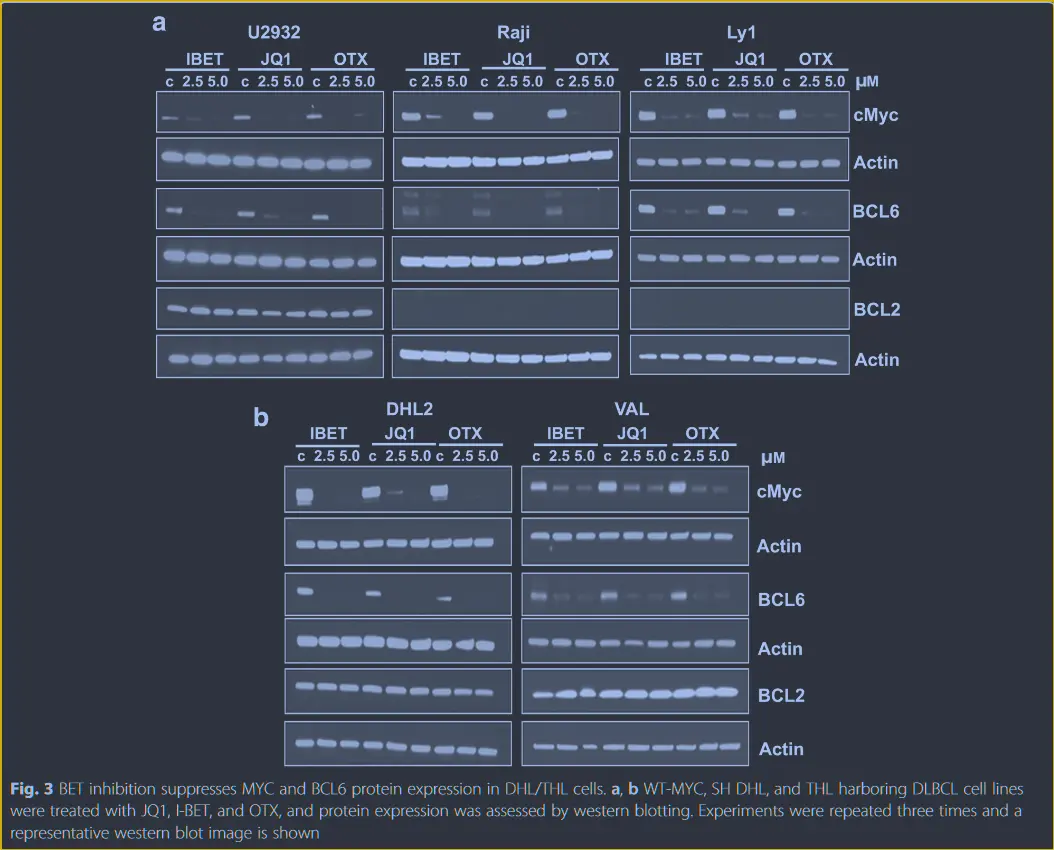 a
U2932 Raji Ly1
IBET JQ1 OTX IBET JQ1 OTX IBET JQ1 OTX
c 2.5 5.0 c 2.5 5.0 c 2.5 5.0 c 2.5 5.0 c 2.5 5.0 c 2.5 5.0 c 2.5 5.0 c 2.5 5.0 c 2.5 5.0 µM
cMyc
Actin
BCL6
Actin
BCL2
Actin
b
DHL2 VAL
IBET JQ1 OTX IBET JQ1 OTX
c 2.5 5.0 c 2.5 5.0 c 2.5 5.0 c 2.5 5.0 c 2.5 5.0 c 2.5 5.0 µM
cMyc
Actin
BCL6
Actin
BCL2
Actin
Fig. 3 BET inhibition suppresses MYC and BCL6 protein expression in DHL/THL cells. a, b WT-MYC, SH DHL, and THL harboring DLBCL cell lines
were treated with JQ1, I-BET, and OTX, and protein expression was assessed by western blotting. Experiments were repeated three times and a
representative western blot image is shown